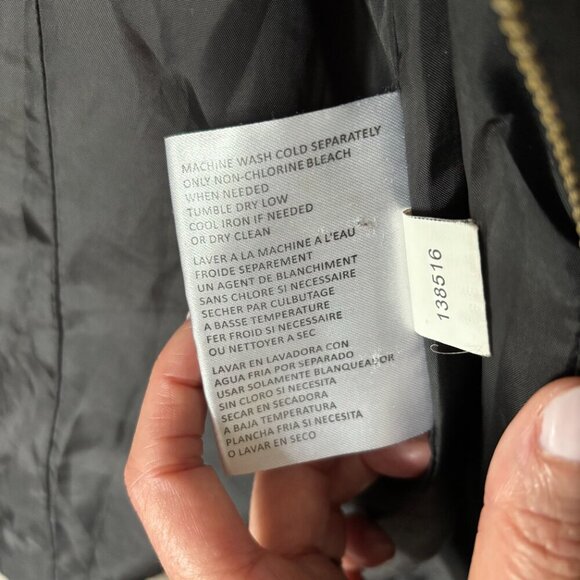 MACHINE WASH COLD SEPARATELY
ONLY NON-CHLORINE BLEACH
WHEN NEEDED
TUMBLE DRY LOW
COOL IRON IF NEEDED
OR DRY CLEAN
LAVER A LA MACHINE A L'EAU
FROIDE SEPAREMENT
UN AGENT DE BLANCHIMENT
SANS CHLORE SI NECESSAIRE
SECHER PAR CULBUTAGE
A BASSE TEMPERATURE
FER FROID SI NECESSAIRE
OU NETTOYER A SEC
LAVAR EN LAVADORA CON
AGUA FRIA POR SEPARADO
USAR SOLAMENTE BLANQUEADOR
SIN CLORO SI NECESITA
SECAR EN SECADORA
A BAJA TEMPERATURA
PLANCHA FRIA SI NECESITA
O LAVAR EN SECO
138516